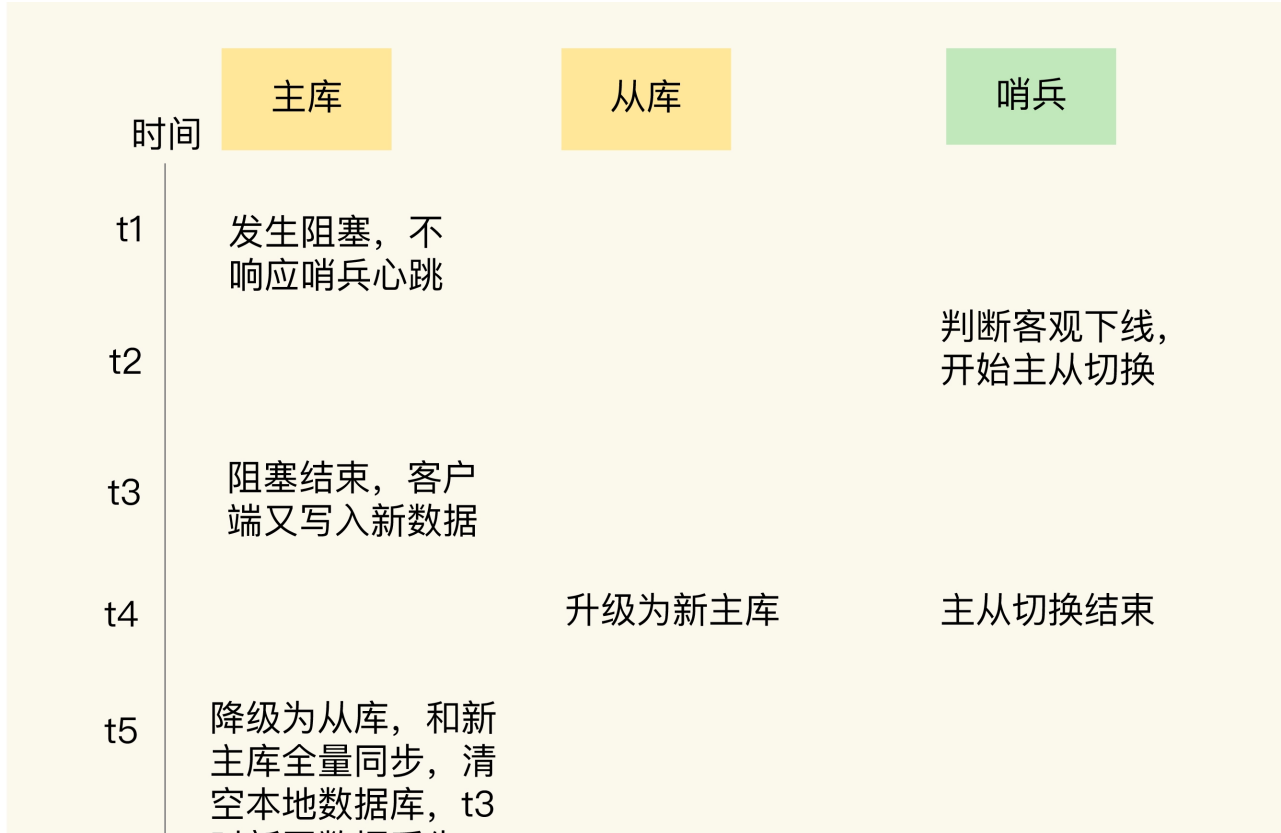 主库
从库
哨兵
时间
t1
发生阻塞，不
响应哨兵心跳
t2
判断客观下线，
开始主从切换
t3
阻塞结束，客户
端又写入新数据
t4
升级为新主库
主从切换结束
t5
降级为从库，和新
主库全量同步，清
空本地数据库，t3